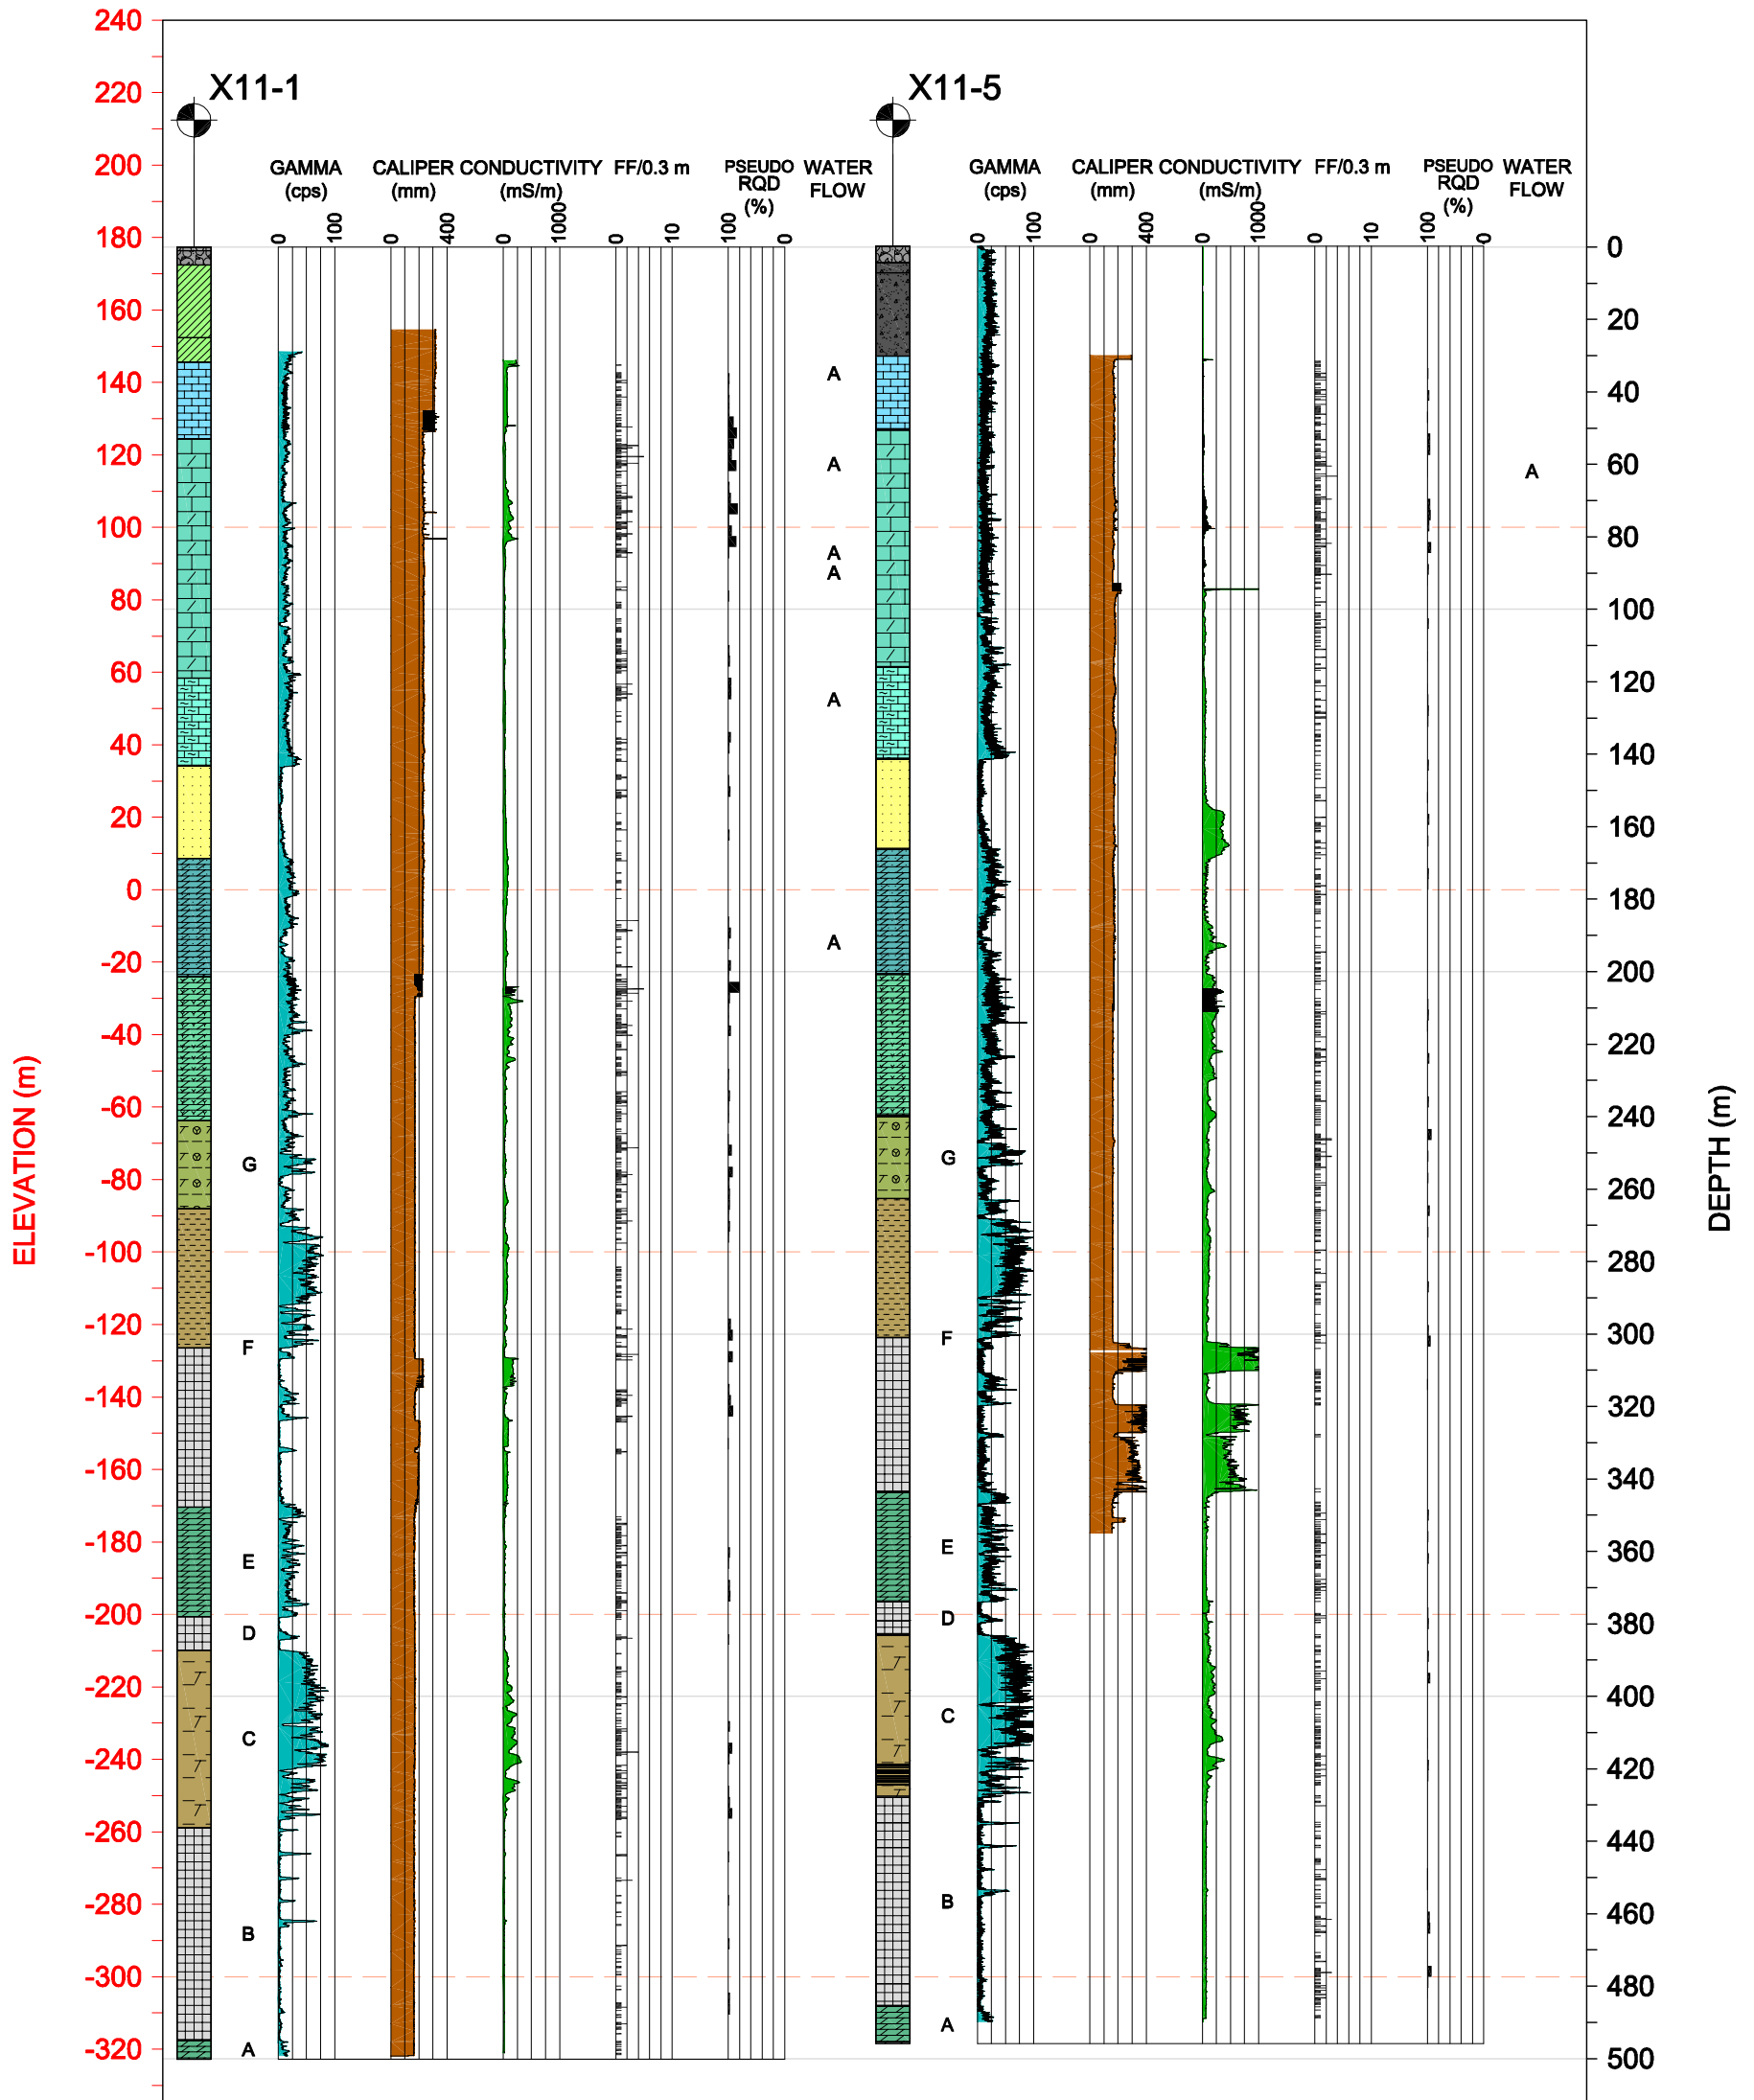 X11-1
X11-5
GAMMA CALIPER CONDUCTIVITY FF/0.3 m PSEUDO WATER
(cps) (mm) (mS/m) RQD FLOW
(%)
0 100 0 400 0 1000 0 10 100 0
GAMMA CALIPER CONDUCTIVITY FF/0.3 m PSEUDO WATER
(cps) (mm) (mS/m) RQD FLOW
(%)
0 100 0 400 0 1000 0 10 100 0
ELEVATION (m)
240
220
200
180
160
140
120
100
80
60
40
20
0
-20
-40
-60
-80
-100
-120
-140
-160
-180
-200
-220
-240
-260
-280
-300
-320
G
F
E
D
C
B
A
A
A
A
A
A
A
G
F
E
D
C
B
A
A
0
20
40
60
80
100
120
140
160
180
200
220
240
260
280
300
320
340
360
380
400
420
440
460
480
500
DEPTH (m)